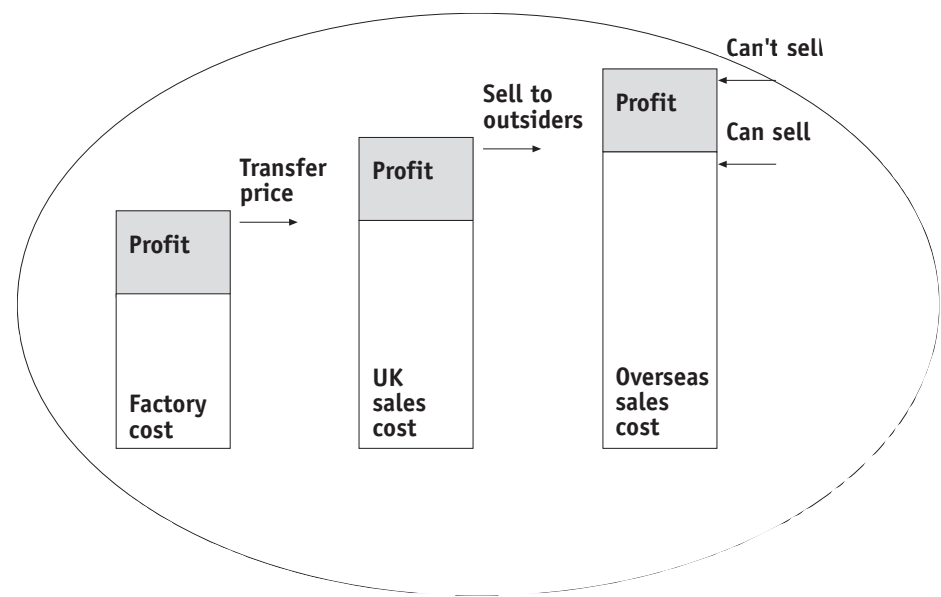 Can't sell
Sell to
outsiders
Profit
Can sell
Transfer
price
Profit
Profit
Factory
cost
UK
sales
cost
Overseas
sales
cost